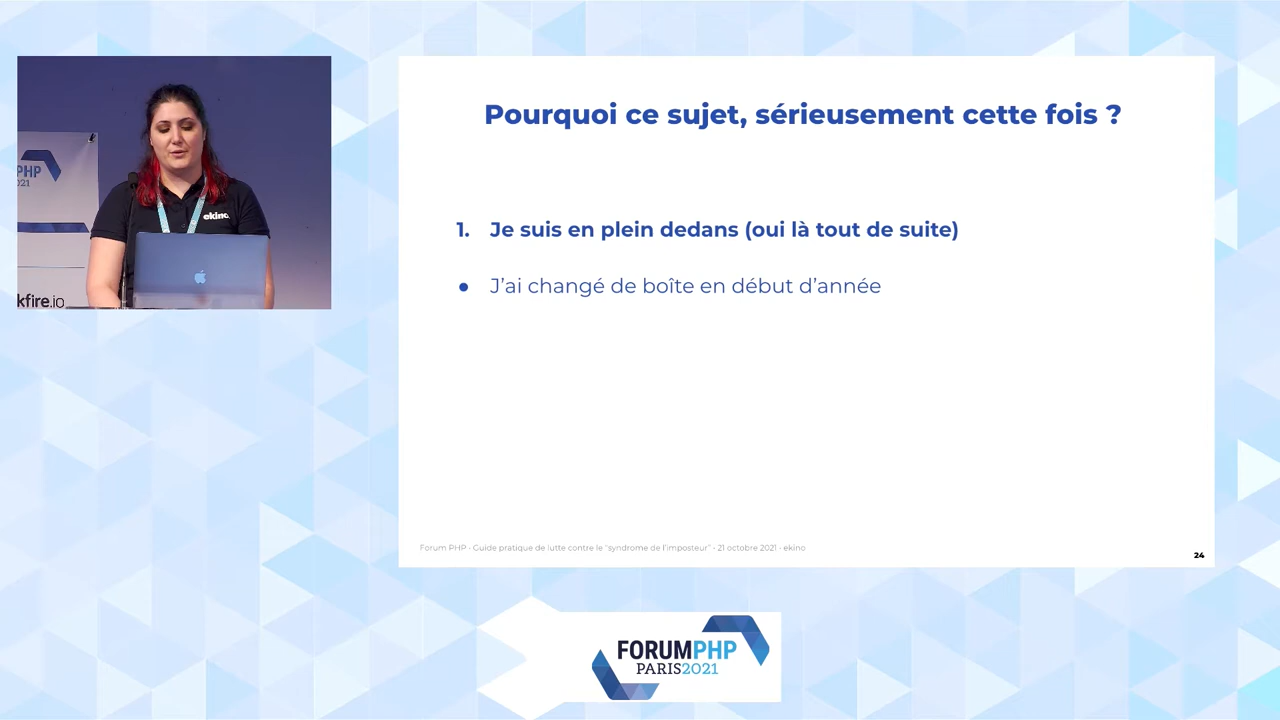 PHP
2021
ekino
kfire.io
Pourquoi ce sujet, sérieusement cette fois ?
1. Je suis en plein dedans (oui là tout de suite)
● J'ai changé de boîte en début d'année
Forum PHP - Guide pratique de lutte contre le "syndrome de l'imposteur" - 21 octobre 2021 - ekino
24
FORUMPHP
PARIS2021